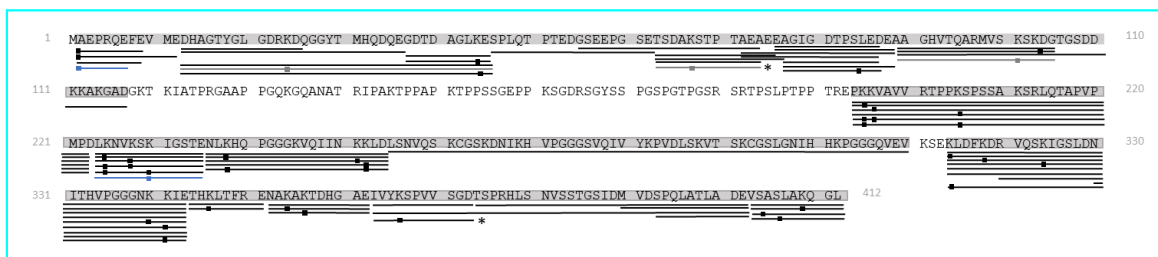 1 MAEPRQEFEV MEDHAGTYGL GDRKDQGGYT MHQDQEGDTD AGLKESPLQT PTEDGSEEPG SETSDAKSTP TAEAEEAGIG DTPSLEDEAA GHVTQARMVS KSKDGTGSDD 110
*
111 KKAKGADGKT KIATPRGAAP PGQKGQANAT RIPAKTPPAP KTPPSSGEPP KSGDRSGYSS PGSPGTPGSR SRTPSLPTPP TREPKKVAVV RTPPKSPSSA KSRLQTAPVP 220
221 MPDLKNVKSK IGSTENLKHQ PGGGKVQIIN KKLDLSNVQS KCGSKDNIKH VPGGGSVQIV YKPVDLSKVT SKCGSLGNIH HKPGGGQVEV KSEKLDFKDR VQSKIGSLDN 330
331 ITHVPGGGNK KIETHKLTFR ENAKAKTDHG AEIVYKSPVV SGDTSPRHLS NVSSTGSIDM VDSPQLATLA DEVSASLAKQ GL 412
*